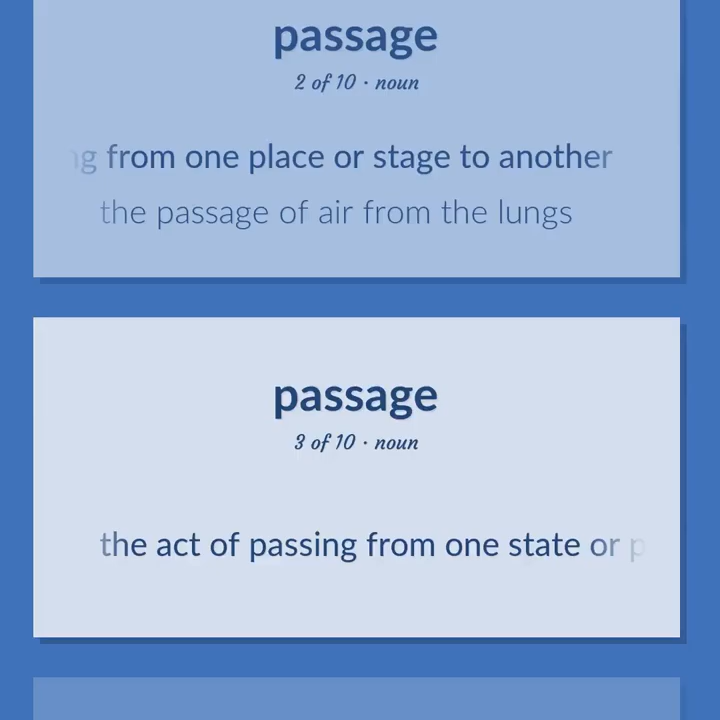 passage
2 of 10 · noun
from one place or stage to another
the passage of air from the lungs
passage
3 of 10 · noun
the act of passing from one state or